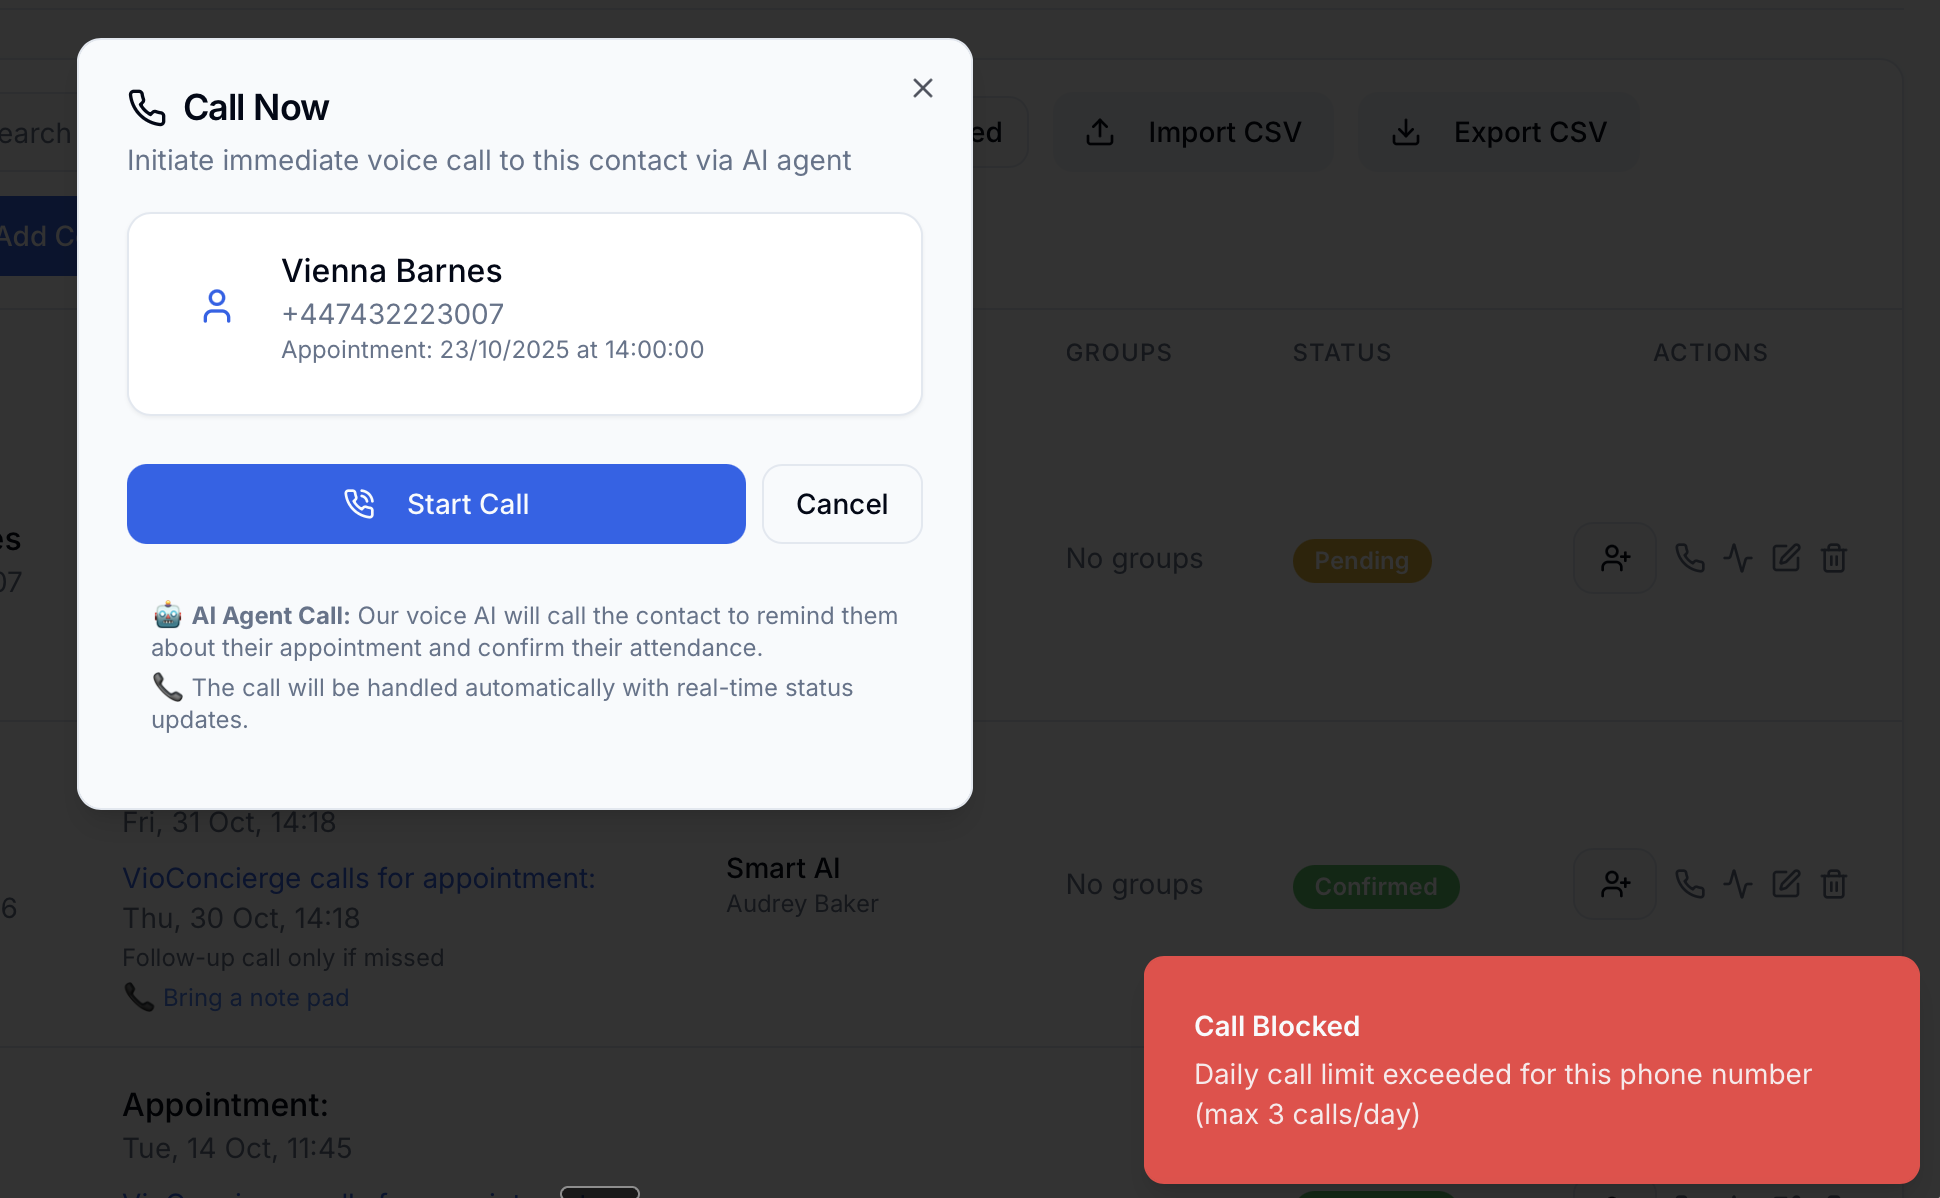 Call Now
Initiate immediate voice call to this contact via AI agent
Vienna Barnes
+447432223007
Appointment: 23/10/2025 at 14:00:00
Start Call
Cancel
🤖 AI Agent Call: Our voice AI will call the contact to remind them
about their appointment and confirm their attendance.
📞 The call will be handled automatically with real-time status
updates.
earch
ed
Import CSV
Export CSV
Add C
GROUPS
STATUS
ACTIONS
es
07
No groups
Pending
Fri, 31 Oct, 14:18
VioConcierge calls for appointment:
Thu, 30 Oct, 14:18
Follow-up call only if missed
📞 Bring a note pad
6
Smart AI
Audrey Baker
No groups
Confirmed
Appointment:
Tue, 14 Oct, 11:45
Call Blocked
Daily call limit exceeded for this phone number
(max 3 calls/day)